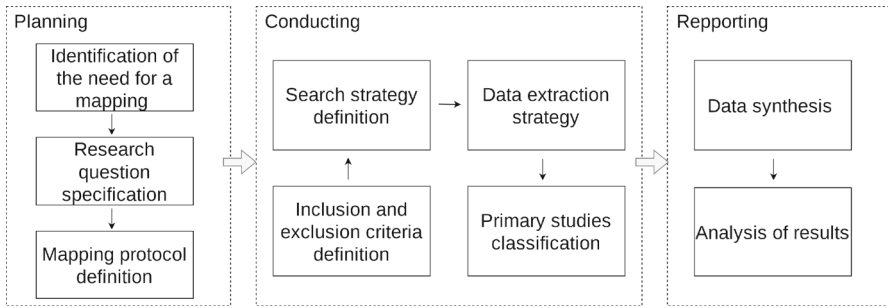 Planning
Identification of
the need for a
mapping
Research
question
specification
Mapping protocol
definition
Conducting
Search strategy
definition
Data extraction
strategy
Inclusion and
exclusion criteria
definition
Primary studies
classification
Repporting
Data synthesis
Analysis of results